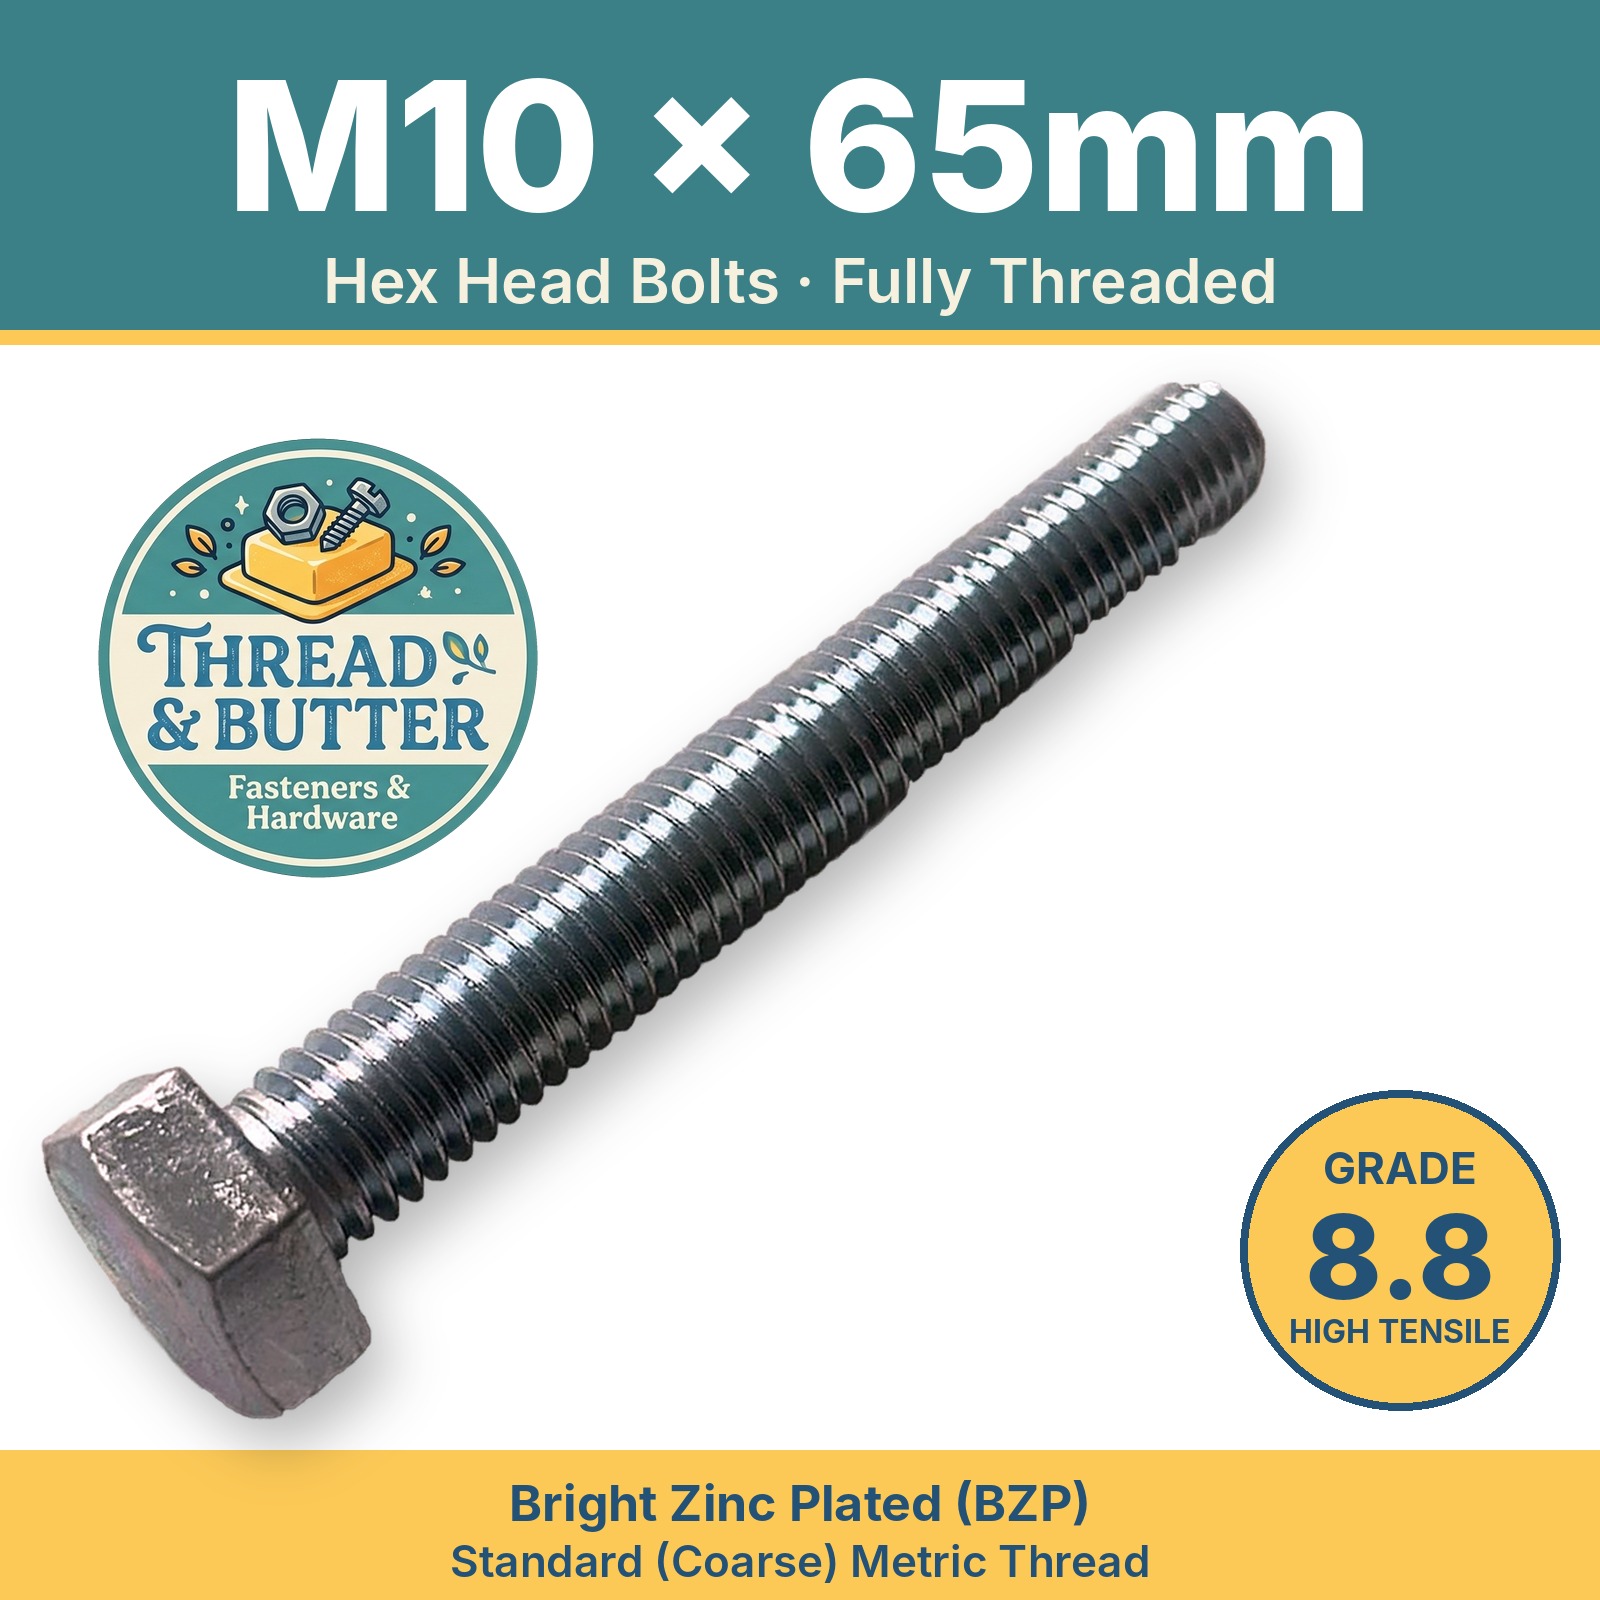 M10 × 65mm
Hex Head Bolts · Fully Threaded
THREAD
& BUTTER
Fasteners &
Hardware
GRADE
8.8
HIGH TENSILE
Bright Zinc Plated (BZP)
Standard (Coarse) Metric Thread